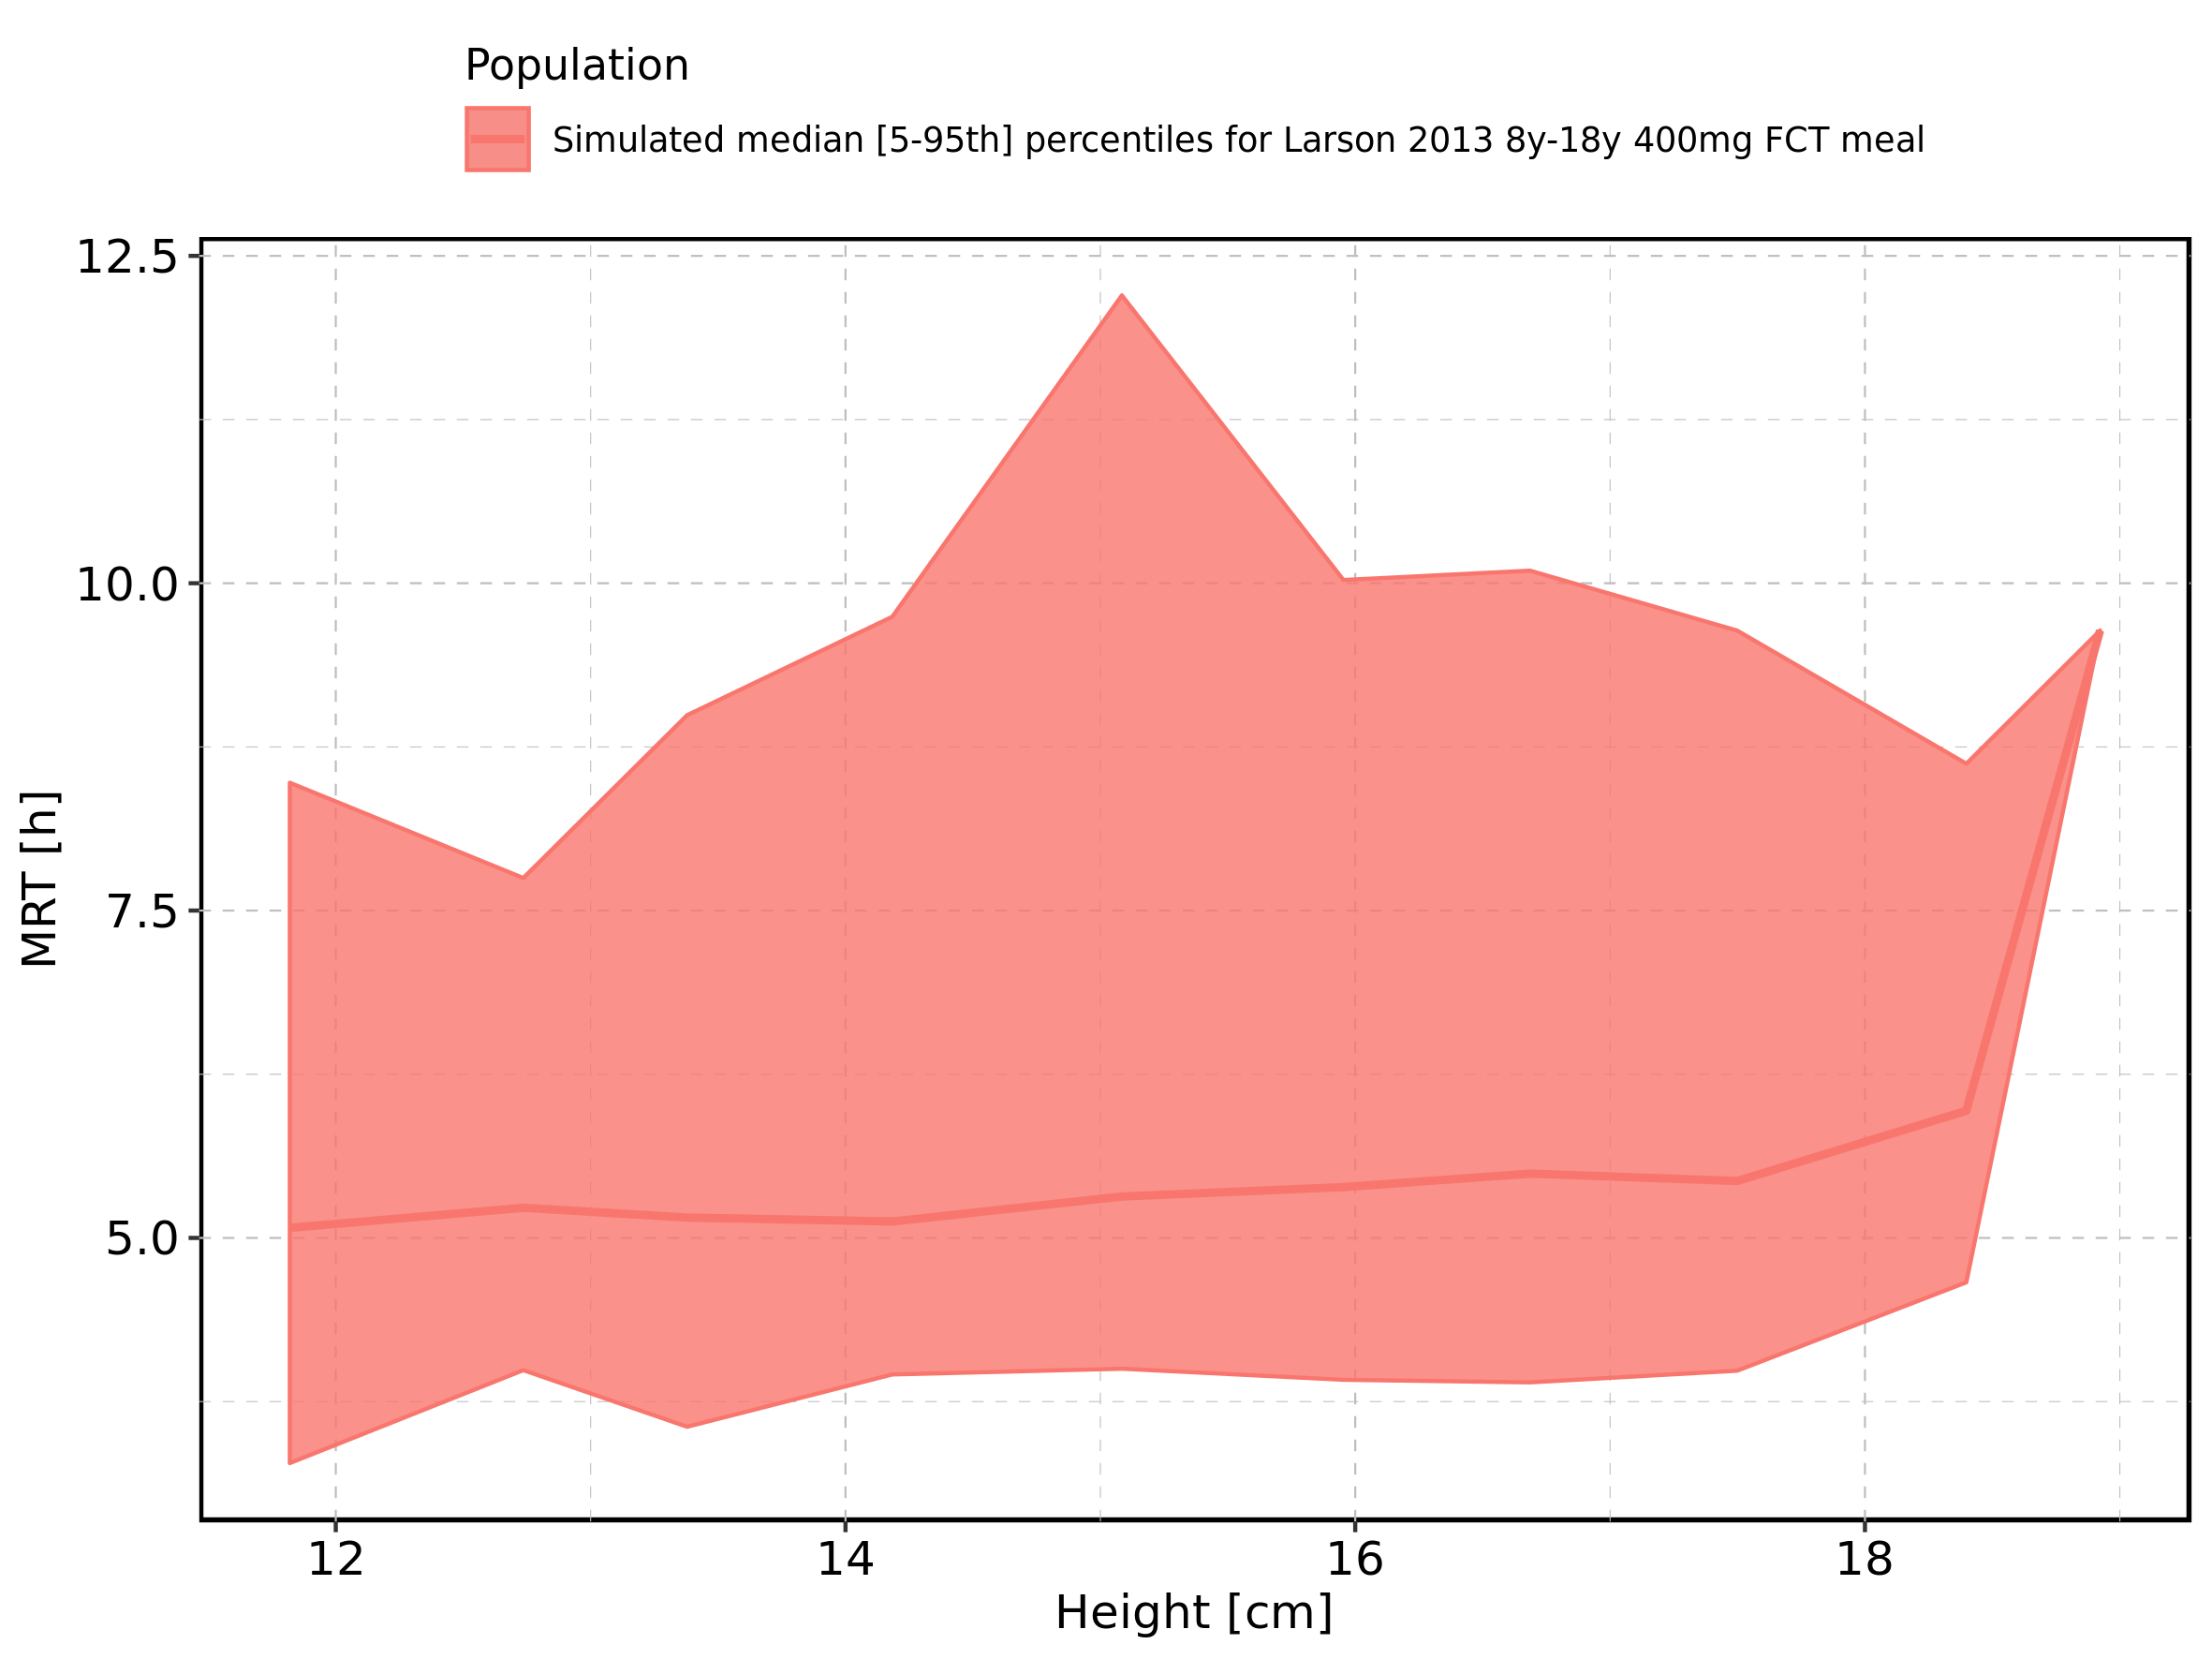 Population
Simulated median [5-95th] percentiles for Larson 2013 8y-18y 400mg FCT meal
12.5
10.0
7.5
5.0
MRT [h]
12 14 16 18
Height [cm]